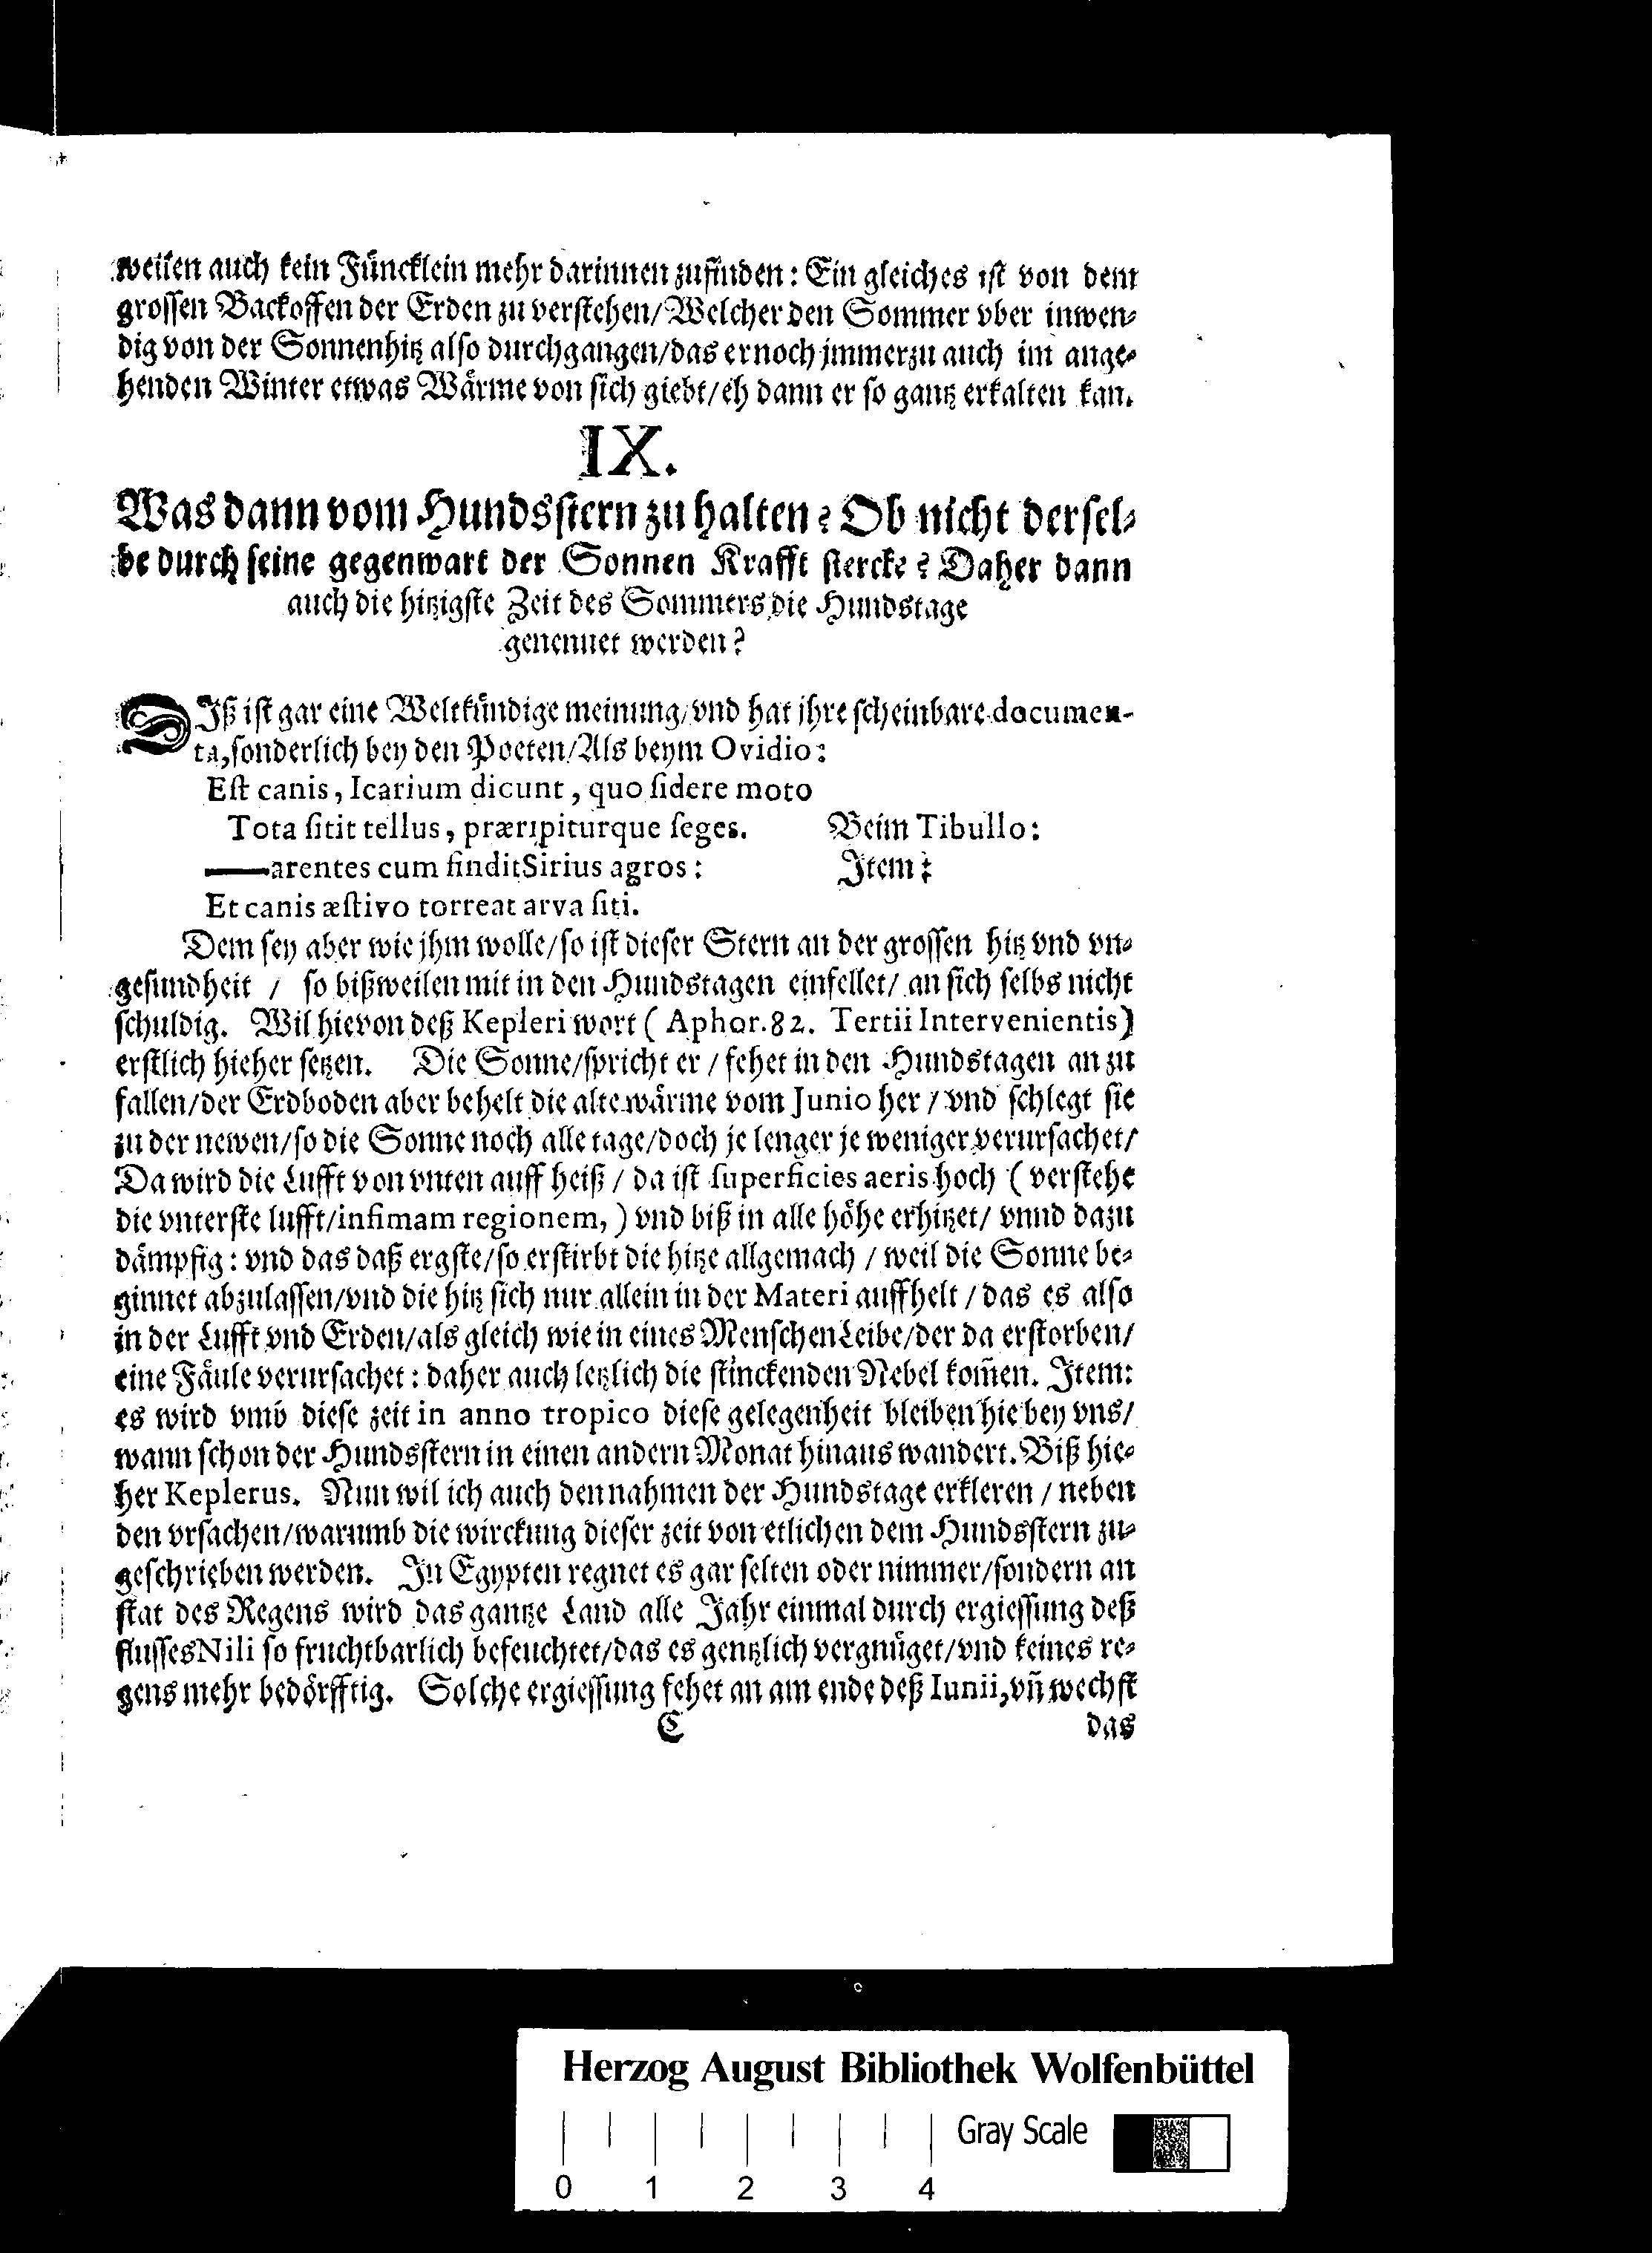 weilen auch kein Füncklein mehr darinnen zufinden: Ein gleiches ist von dem
grossen Backoffen der Erden zu verstehen/ Welcher den Sommer vber inwen-
dig von der Sonnenhitz also durchgangen/das er noch jmmerzu auch im ange-
henden Winter etwas Wärme von sich giebt/eh dann er so gantz erkalten kan.
IX.
Was dann vom Hundsstern zu halten? Ob nicht dersel-
be durch seine gegenwart der Sonnen Krafft stercke? Daher dann
auch die hitzigste Zeit des Sommers die Hundstage
genennet werden?
DIß ist gar eine Weltkündige meinung/vnd hat ihre scheinbare documen-
ta, sonderlich bey den Poeten/Als beym Ovidio:
Est canis, Icarium dicunt, quo sidere moto
Tota sitit tellus, præripiturque seges. Beim Tibullo:
—arentes cum findit Sirius agros: Item:
Et canis æstivo torreat arva siti.
Dem sey aber wie jhm wolle/so ist dieser Stern an der grossen hitz vnd vn-
gesundheit / so bißweilen mit in den Hundstagen einfellet/ an sich selbs nicht
schuldig. Wil hievon deß Kepleri wort ( Aphor. 82. Tertii Intervenientis)
erstlich hieher setzen. Die Sonne/spricht er / fehet in den Hundstagen an zu
fallen/der Erdboden aber behelt die alte wärme vom Junio her / vnd schlegt sie
zu der newen/so die Sonne noch alle tage/doch je lenger je weniger verursachet/
Da wird die Lufft von vnten auff heiß / da ist superficies aeris hoch ( verstehe
die vnterste lufft/infimam regionem, ) vnd biß in alle höhe erhitzet/ vnnd dazu
dämpfig: vnd das daß ergste/so erstirbt die hitze allgemach / weil die Sonne be-
ginnet abzulassen/vnd die hitz sich nur allein in der Materi auffhelt / das es also
in der Lufft vnd Erden/als gleich wie in eines Menschen Leibe/der da erstorben/
eine Fäule verursachet: daher auch letzlich die stinckenden Nebel kom̃en. Item:
es wird vmb diese zeit in anno tropico diese gelegenheit bleiben hie bey vns/
wann schon der Hundsstern in einen andern Monat hinaus wandert. Biß hie-
her Keplerus. Nun wil ich auch den nahmen der Hundstage erkleren / neben
den vrsachen/warumb die wirckung dieser zeit von etlichen dem Hundsstern zu-
geschrieben werden. In Egypten regnet es gar selten oder nimmer/sondern an
stat des Regens wird das gantze Land alle Jahr einmal durch ergiessung deß
flusses Nili so fruchtbarlich befeuchtet/das es gentzlich vergnüget/vnd keines re-
gens mehr bedörfftig. Solche ergiessung fehet an am ende deß Iunii, vñ wechst
C das
Herzog August Bibliothek Wolfenbüttel
Gray Scale
0 1 2 3 4